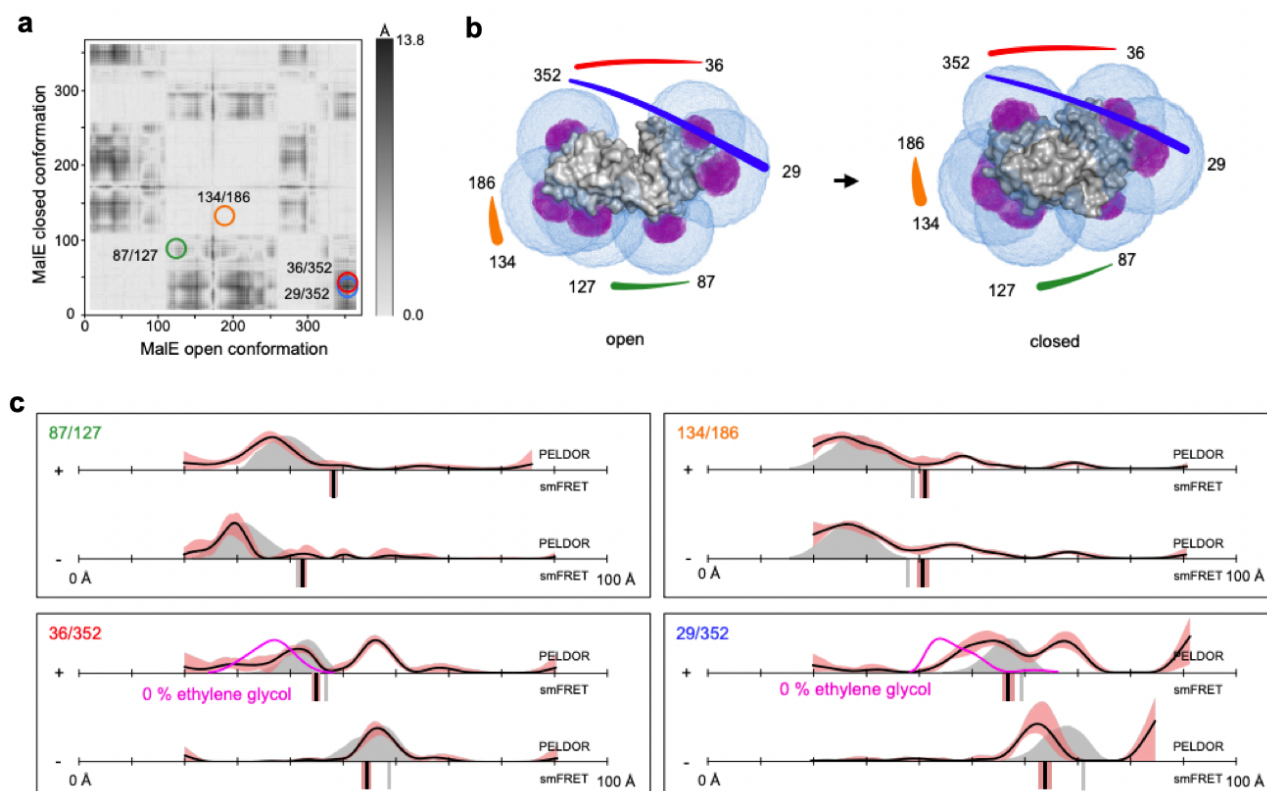 a
Å
13.8
0.0
MalE closed conformation
300
200
100
0
134/186
87/127
36/352
29/352
0
100
200
300
MalE open conformation
b
352
36
29
186
134
127
87
open
352
36
29
186
134
127
87
closed
c
87/127
+
PELDOR
smFRET
-
PELDOR
0 Å
smFRET
100 Å
134/186
+
PELDOR
smFRET
-
PELDOR
0 Å
smFRET
100 Å
36/352
+
PELDOR
0 % ethylene glycol
smFRET
-
PELDOR
0 Å
smFRET
100 Å
29/352
+
PELDOR
0 % ethylene glycol
smFRET
-
PELDOR
0 Å
smFRET
100 Å